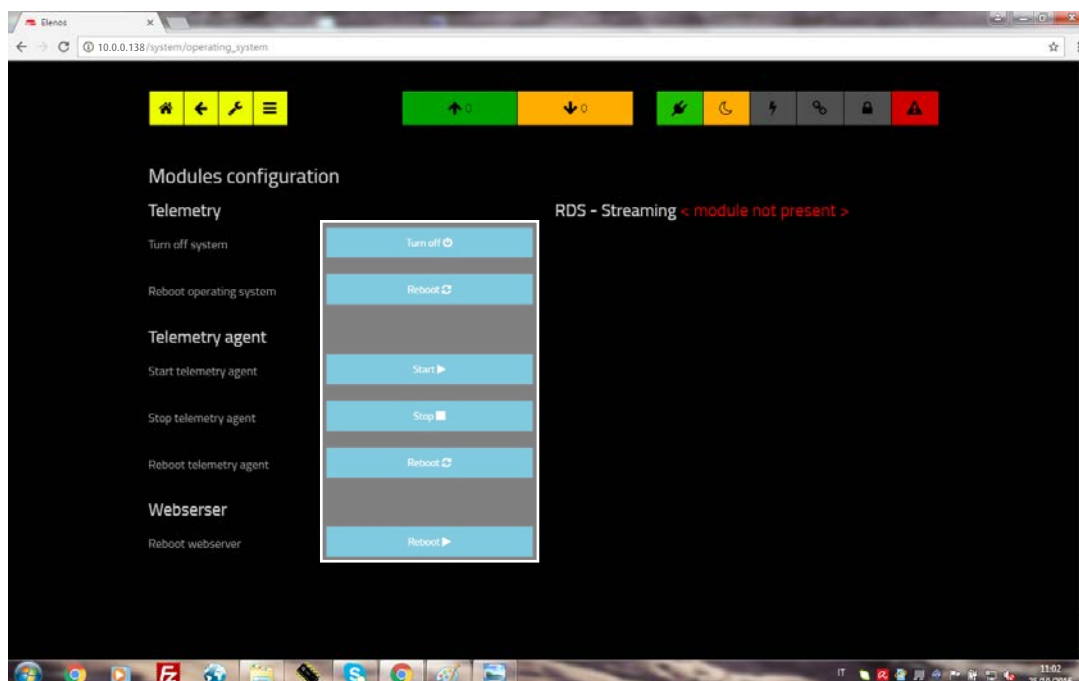 Elenos
10.0.0.138/system/operating_system
0
0
Modules configuration
Telemetry
RDS - Streaming < module not present >
Turn off system
Turn off
Reboot operating system
Reboot
Telemetry agent
Start telemetry agent
Start
Stop telemetry agent
Stop
Reboot telemetry agent
Reboot
Webserser
Reboot webserver
Reboot
IT
11:02